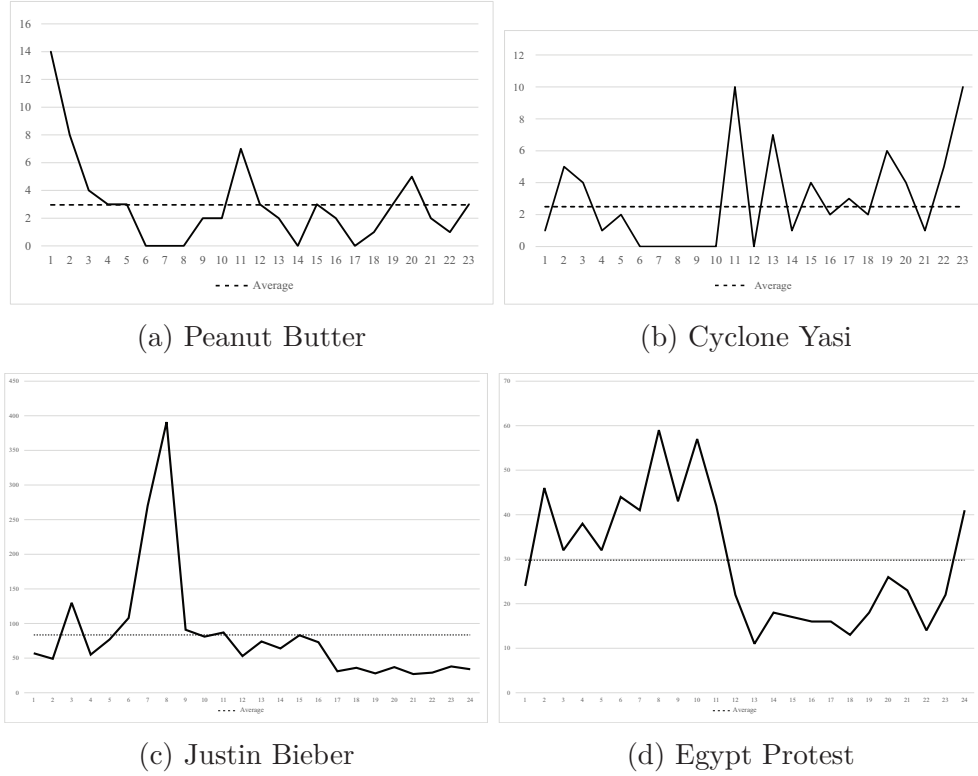 16
14
12
10
8
6
4
2
0
1 2 3 4 5 6 7 8 9 10 11 12 13 14 15 16 17 18 19 20 21 22 23
Average
(a) Peanut Butter
12
10
8
6
4
2
0
1 2 3 4 5 6 7 8 9 10 11 12 13 14 15 16 17 18 19 20 21 22 23
Average
(b) Cyclone Yasi
450
400
350
300
250
200
150
100
50
0
1 2 3 4 5 6 7 8 9 10 11 12 13 14 15 16 17 18 19 20 21 22 23 24
Average
(c) Justin Bieber
70
60
50
40
30
20
10
0
1 2 3 4 5 6 7 8 9 10 11 12 13 14 15 16 17 18 19 20 21 22 23 24
Average
(d) Egypt Protest